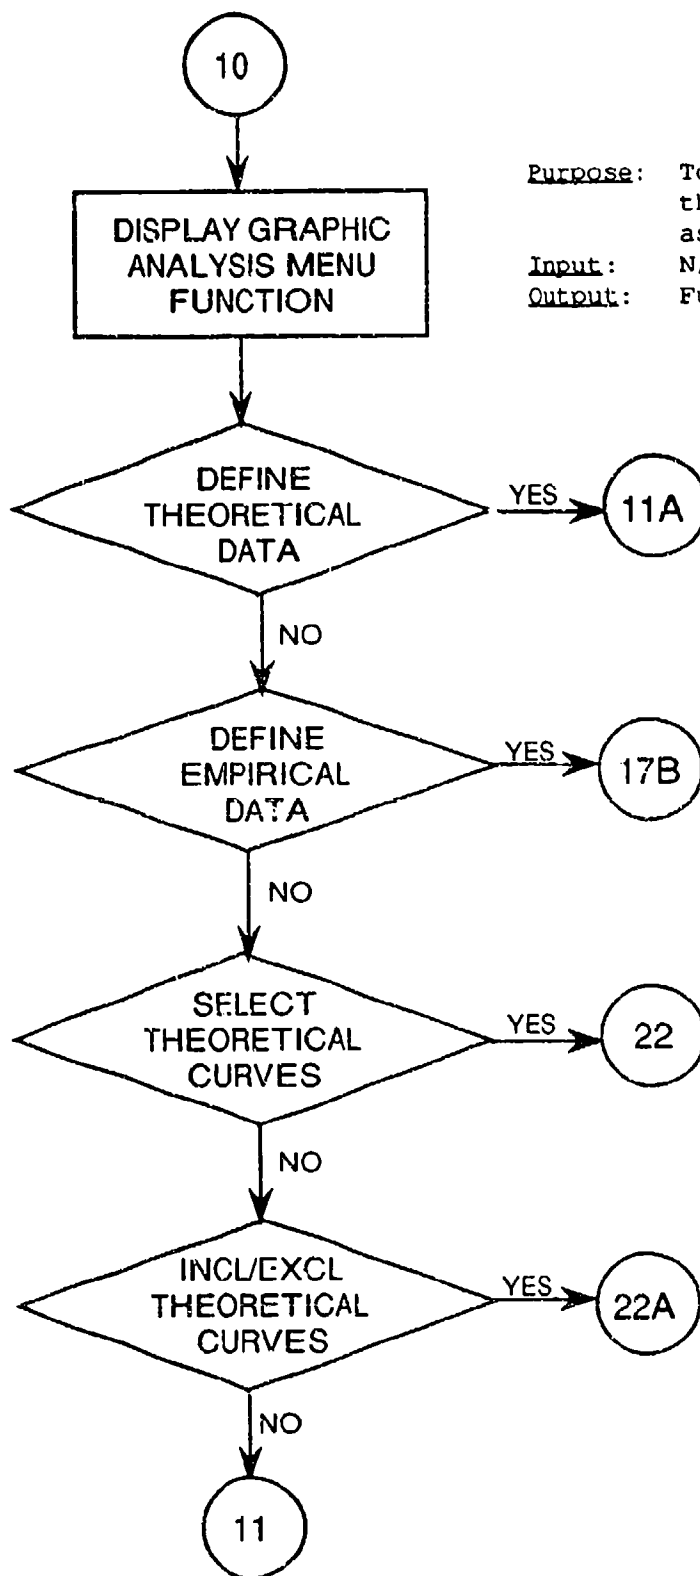 10
DISPLAY GRAPHIC
ANALYSIS MENU
FUNCTION
Purpose:
Input:
Output:
DEFINE
THEORETICAL
DATA
YES
11A
NO
DEFINE
EMPIRICAL
DATA
YES
17B
NO
SELECT
THEORETICAL
CURVES
YES
22
NO
INCL/EXCL
THEORETICAL
CURVES
YES
22A
NO
11